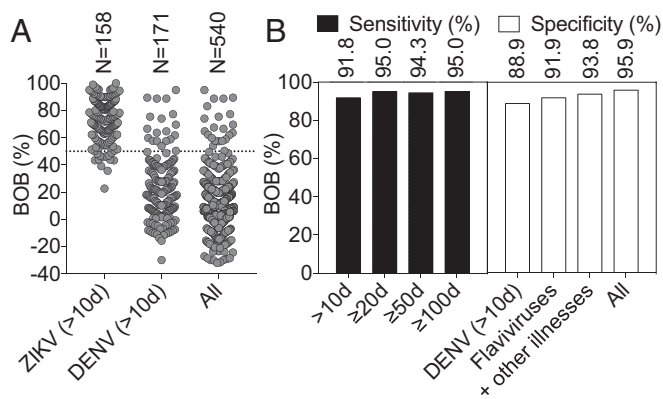 A
N=158
N=171
N=540
BOB (%)
100
80
60
40
20
0
-20
-40
ZIKV (>10d)
DENV (>10d)
All
B
Sensitivity (%)
Specificity (%)
91.8
95.0
94.3
95.0
88.9
91.9
93.8
95.9
BOB (%)
100
80
60
40
20
0
>10d
≥20d
≥50d
≥100d
DENV (>10d)
Flaviviruses
+ other illnesses
All